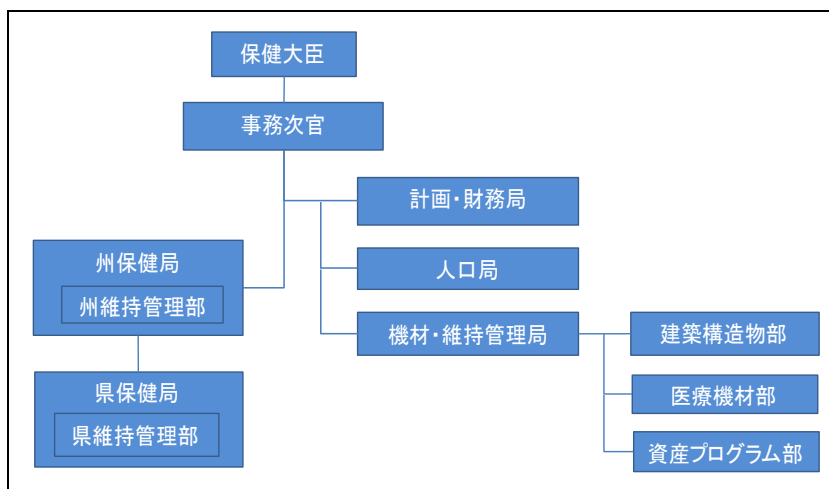 保健大臣
事務次官
計画・財務局
人口局
機材・維持管理局
州保健局
州維持管理部
県保健局
県維持管理部
建築構造物部
医療機材部
資産プログラム部